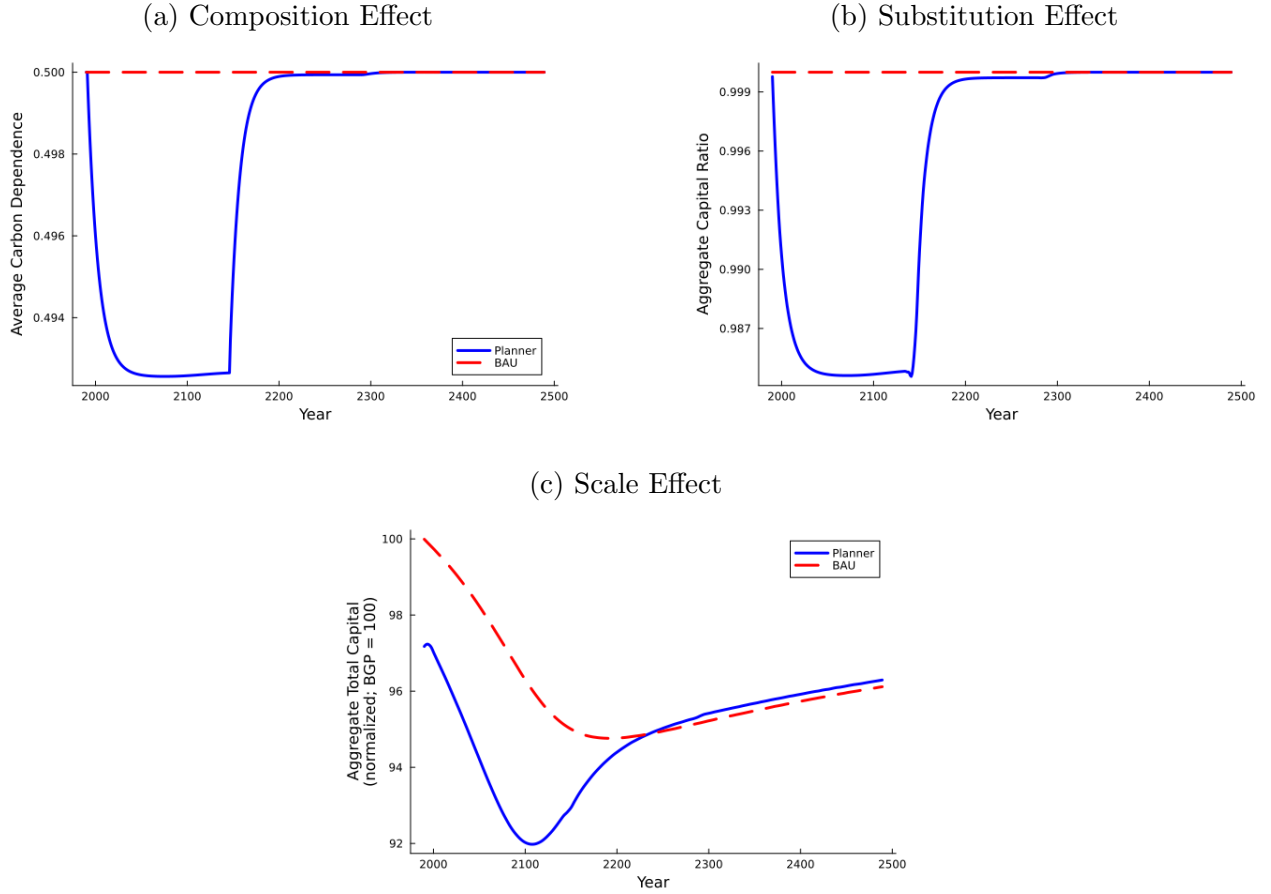 (a) Composition Effect
0.500
0.498
0.496
0.494
Average Carbon Dependence
Planner
BAU
2000 2100 2200 2300 2400 2500
Year
(b) Substitution Effect
0.999
0.996
0.993
0.990
0.987
Aggregate Capital Ratio
2000 2100 2200 2300 2400 2500
Year
(c) Scale Effect
100
98
96
94
92
Aggregate Total Capital
(normalized; BGP = 100)
Planner
BAU
2000 2100 2200 2300 2400 2500
Year